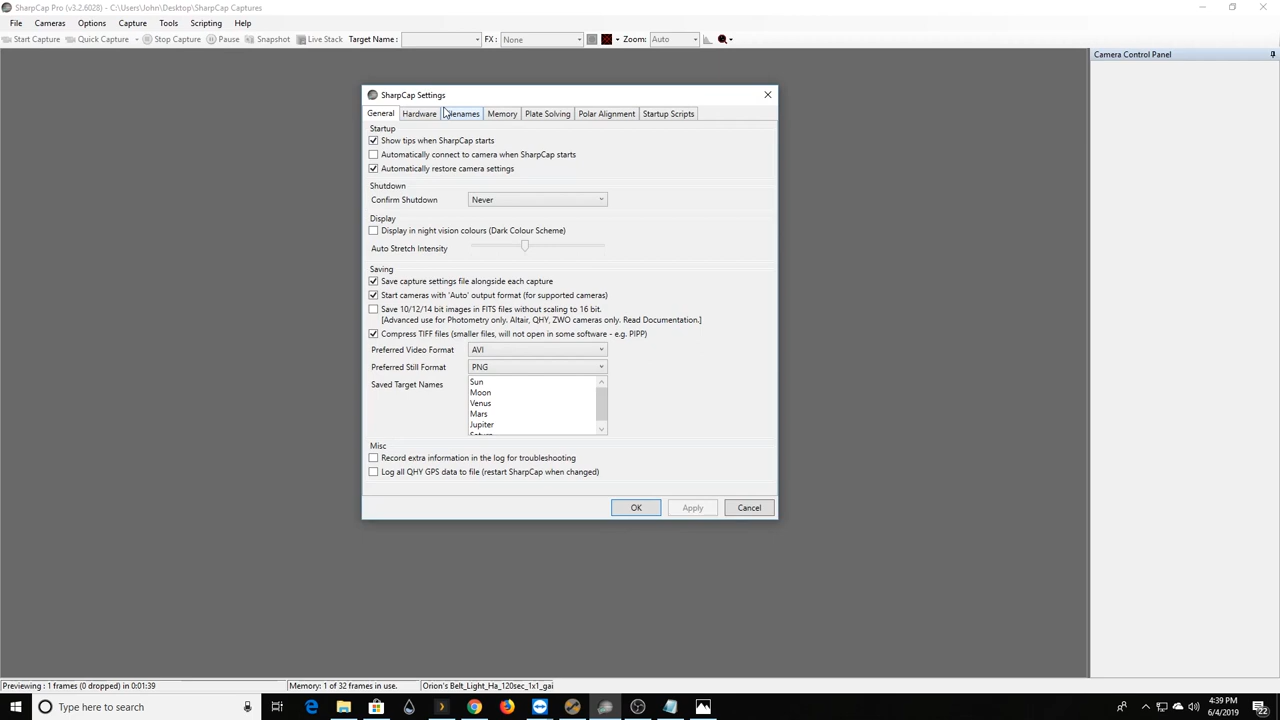 SharpCap Pro (v3.2.6028) - C:\Users\John\Desktop\SharpCap Captures
File Cameras Options Capture Tools Scripting Help
Start Capture Quick Capture Stop Capture Pause Snapshot Live Stack Target Name : FX : None Zoom: Auto
Camera Control Panel
SharpCap Settings
General Hardware Memory Plate Solving Polar Alignment Startup Scripts
Startup
Show tips when SharpCap starts
Automatically connect to camera when SharpCap starts
Automatically restore camera settings
Shutdown
Confirm Shutdown Never
Display
Display in night vision colours (Dark Colour Scheme)
Auto Stretch Intensity
Saving
Save capture settings file alongside each capture
Start cameras with 'Auto' output format (for supported cameras)
Save 10/12/14 bit images in FITS files without scaling to 16 bit.
[Advanced use for Photometry only. Altair, QHY, ZWO cameras only. Read Documentation.]
Compress TIFF files (smaller files, will not open in some software - e.g. PIPP)
Preferred Video Format AVI
Preferred Still Format PNG
Saved Target Names Sun
Moon
Venus
Mars
Jupiter
Misc
Record extra information in the log for troubleshooting
Log all QHY GPS data to file (restart SharpCap when changed)
OK Apply Cancel
Previewing : 1 frames (0 dropped) in 0:01:39 Memory: 1 of 32 frames in use. Orion's Belt_Light_Ha_120sec_1x1_gai
Type here to search
4:39 PM
6/4/2019
22